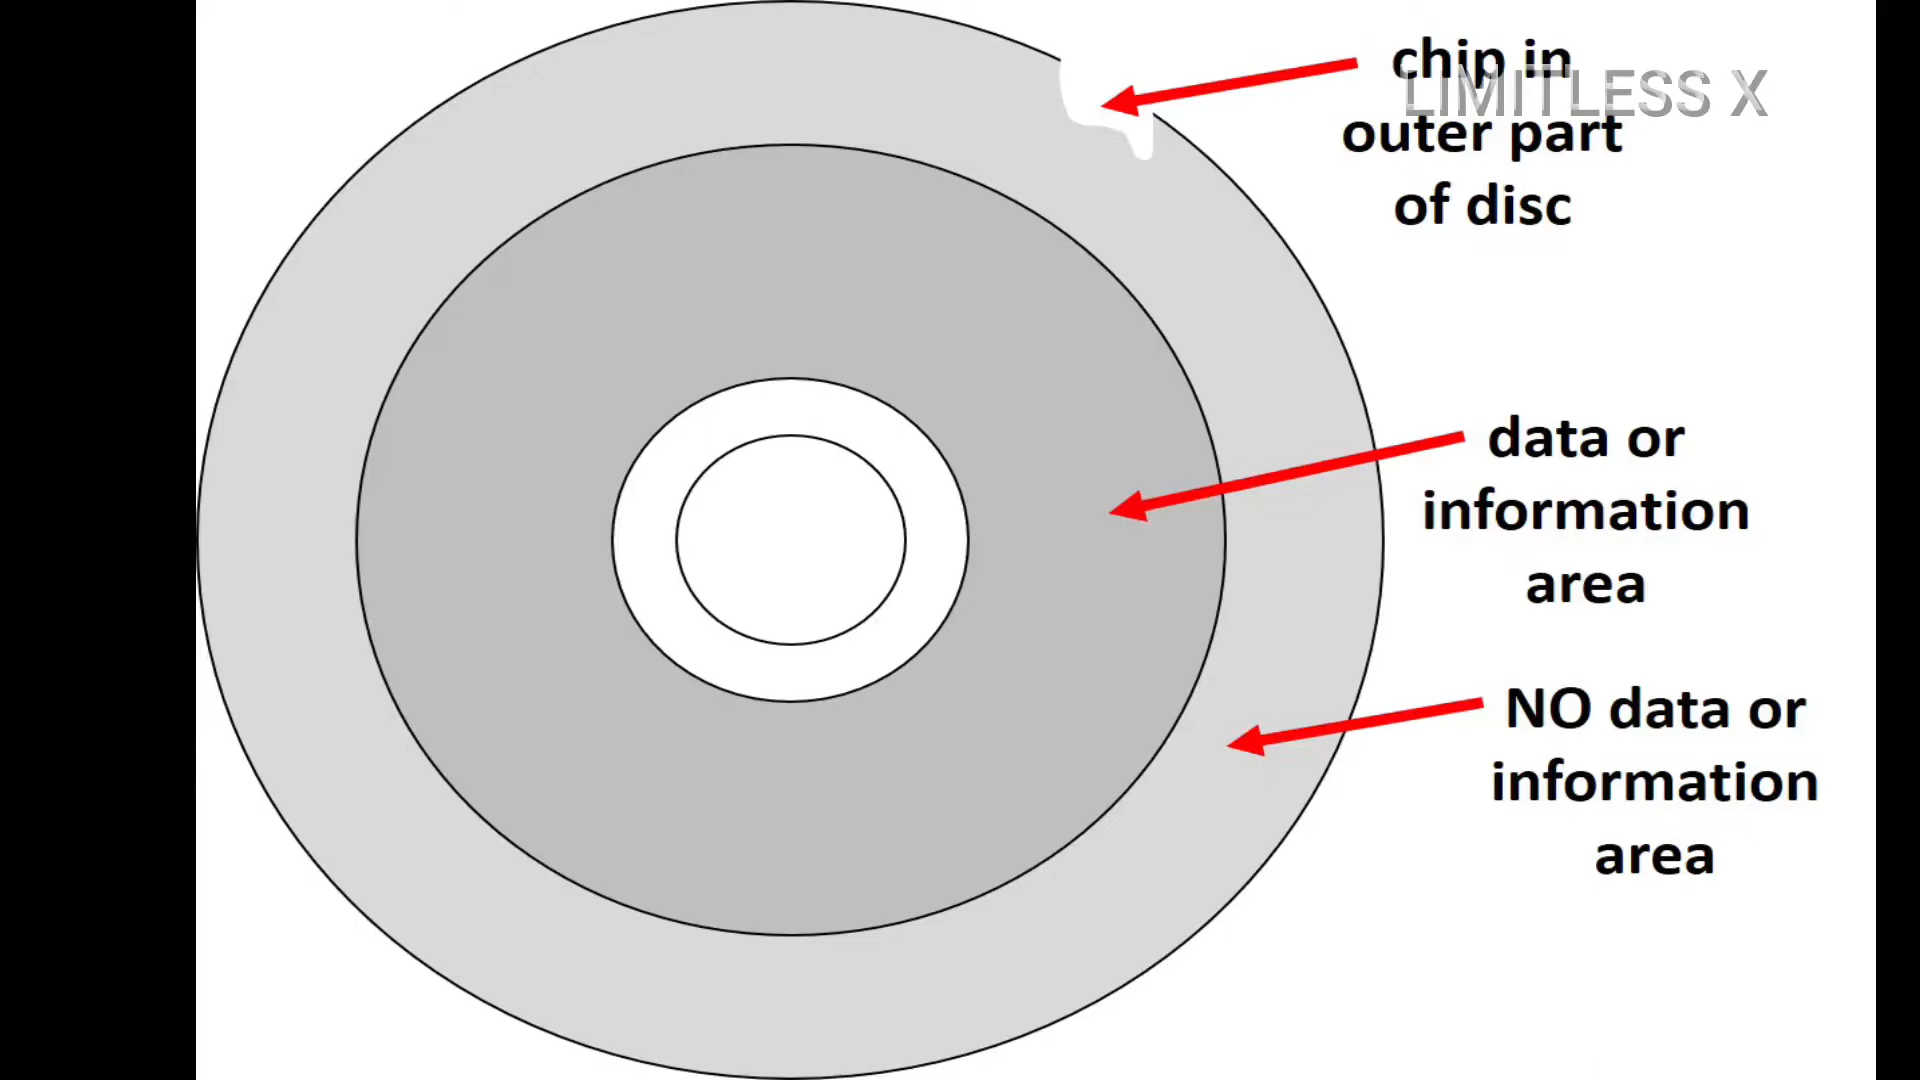 chip in
LIMITLESS X
outer part
of disc
data or
information
area
NO data or
information
area